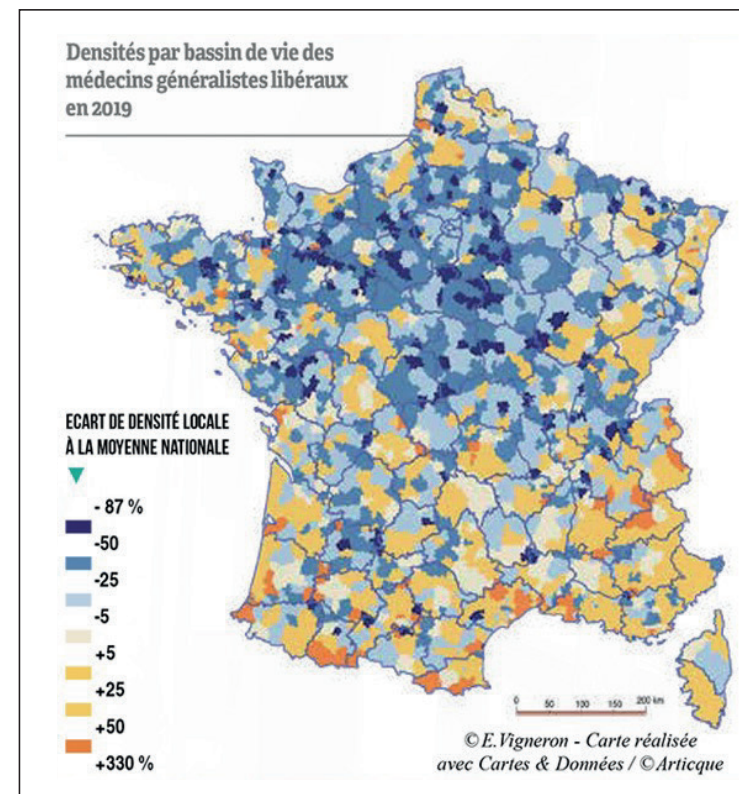 Densités par bassin de vie des
médecins généralistes libéraux
en 2019
ECART DE DENSITÉ LOCALE
À LA MOYENNE NATIONALE
- 87 %
-50
-25
-5
+5
+25
+50
+330 %
0 50 100 150 200 km
© E.Vigneron - Carte réalisée
avec Cartes & Données / © Articque